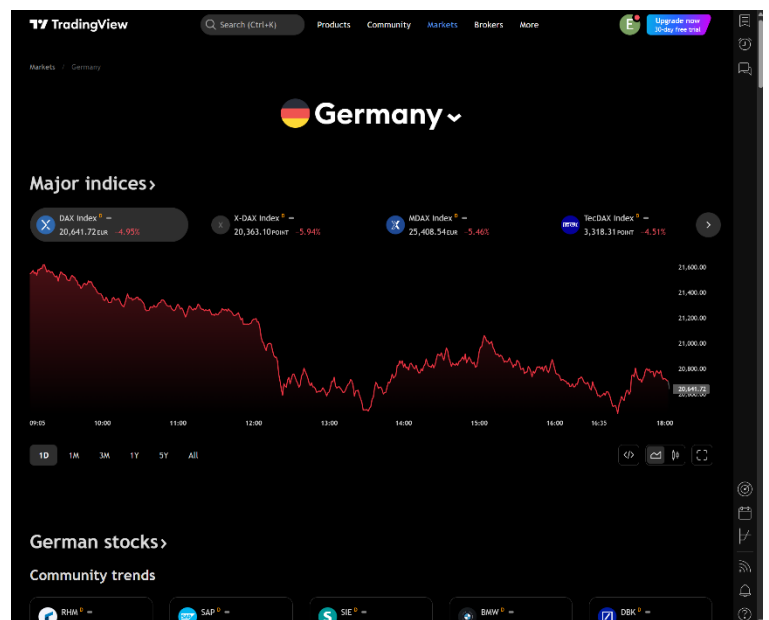 TradingView
Search (Ctrl+K)
Products Community Markets Brokers More
E
Upgrade now
30-day free trial
Markets / Germany
Germany
Major indices
DAX Index D
20,641.72 EUR -4.95%
X
X-DAX Index D
20,363.10 POINT -5.94%
MDAX Index D
25,408.54 EUR -5.46%
TecDAX Index D
3,318.31 POINT -4.51%
21,600.00
21,400.00
21,200.00
21,000.00
20,800.00
20,641.72
09:05 10:00 11:00 12:00 13:00 14:00 15:00 16:00 16:35 18:00
1D 1M 3M 1Y 5Y All
German stocks
Community trends
RHM D
SAP D
SIE D
BMW D
DBK D